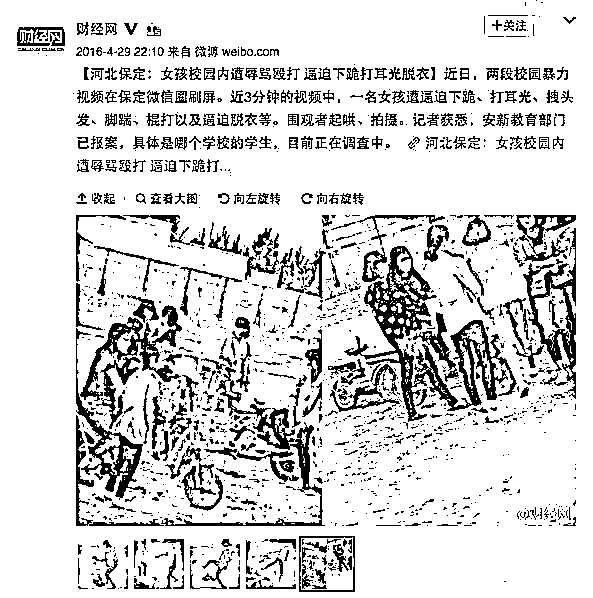 财经网
财经网 V
2016-4-29 22:10 来自 微博 weibo.com
+关注
【河北保定：女孩校园内遭辱骂殴打 逼迫下跪打耳光脱衣】近日，两段校园暴力
视频在保定微信圈刷屏。近3分钟的视频中，一名女孩遭逼迫下跪、打耳光、拽头
发、脚踹、棍打以及逼迫脱衣等。围观者起哄、拍摄。记者获悉，安新教育部门
已报案，具体是哪个学校的学生，目前正在调查中。 河北保定：女孩校园内
遭辱骂殴打 逼迫下跪打...
收起 查看大图 向左旋转 向右旋转
@财经网